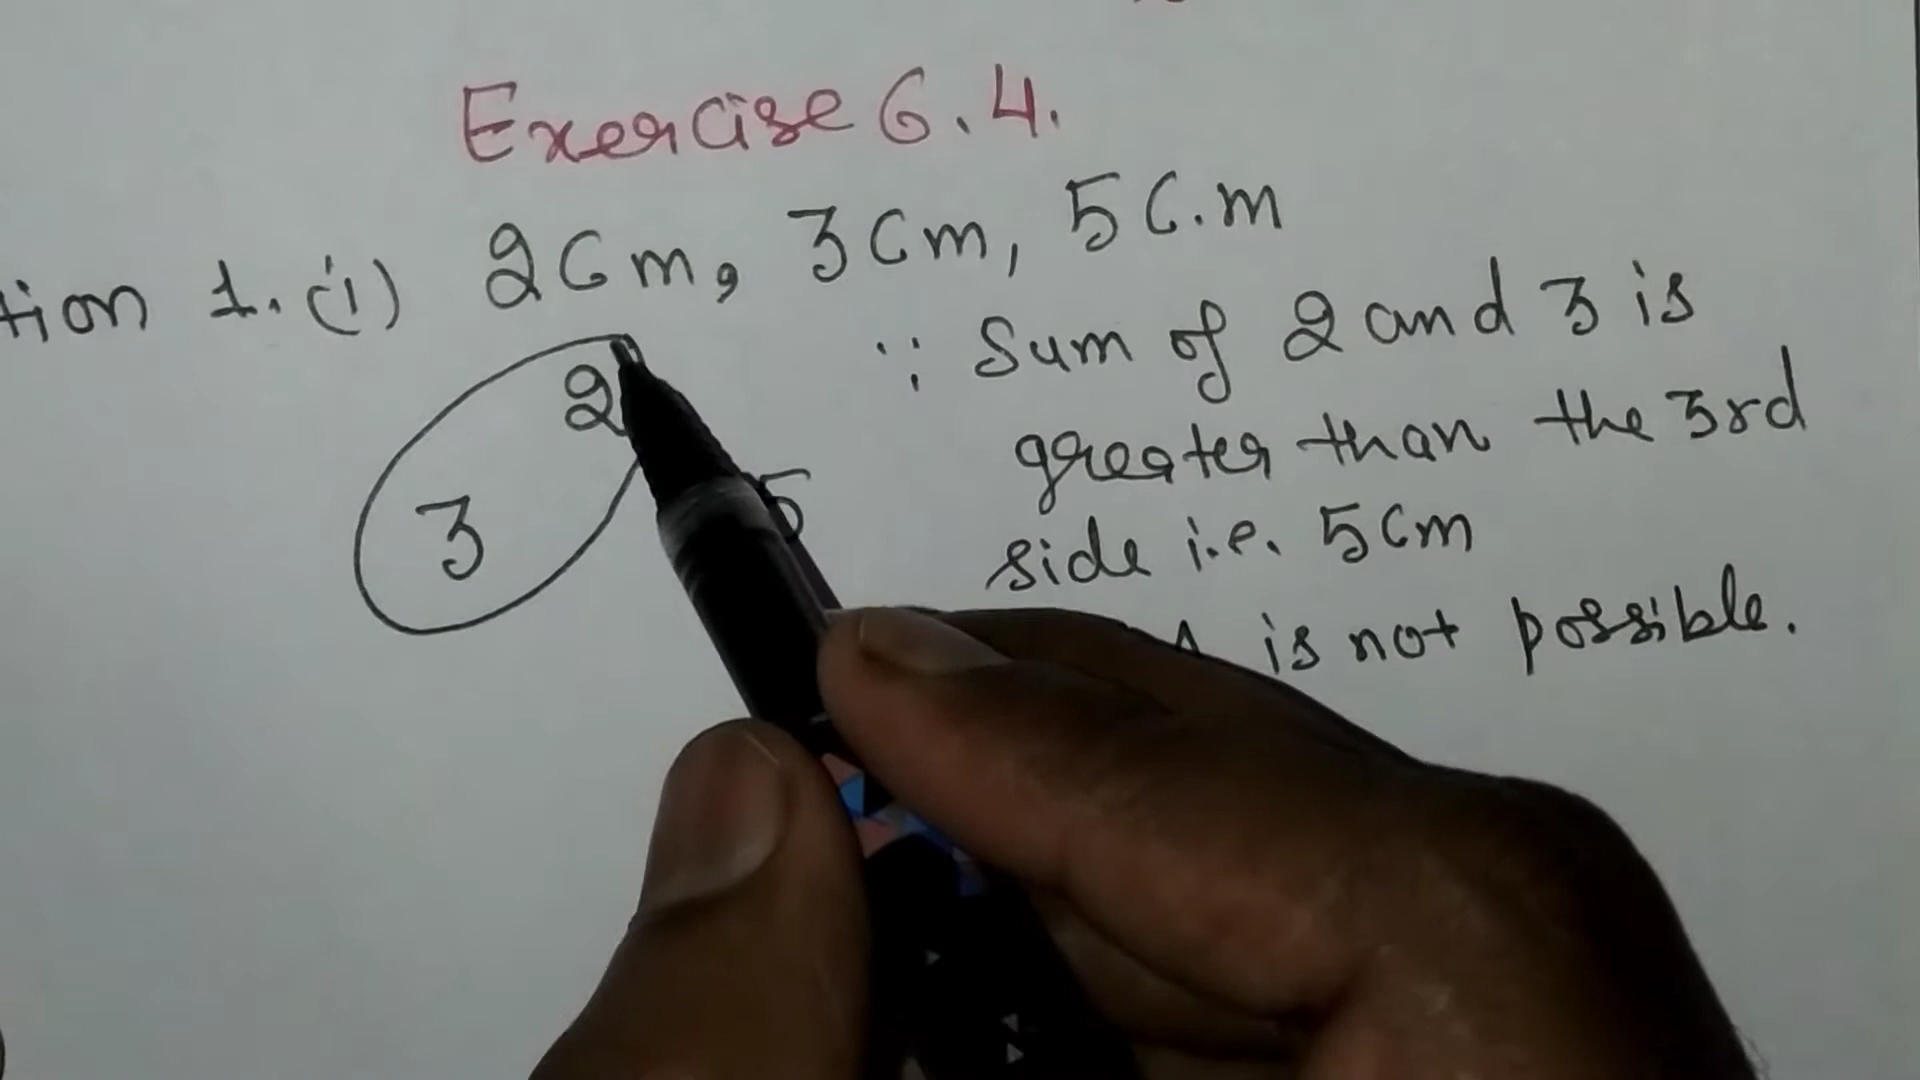 Exercise 6.4.
tion 1. (i) 2Cm, 3Cm, 5C.m
∵ Sum of 2 and 3 is
greater than the 3rd
side i.e. 5Cm
is not possible.
2
3
5